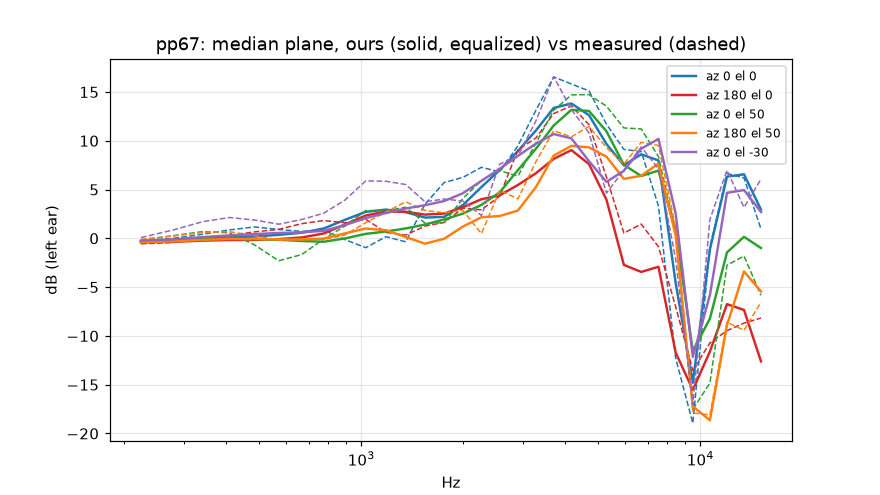 pp67: median plane, ours (solid, equalized) vs measured (dashed)
az 0 el 0
az 180 el 0
az 0 el 50
az 180 el 50
az 0 el -30
15
10
5
0
−5
−10
−15
−20
dB (left ear)
10³
10⁴
Hz